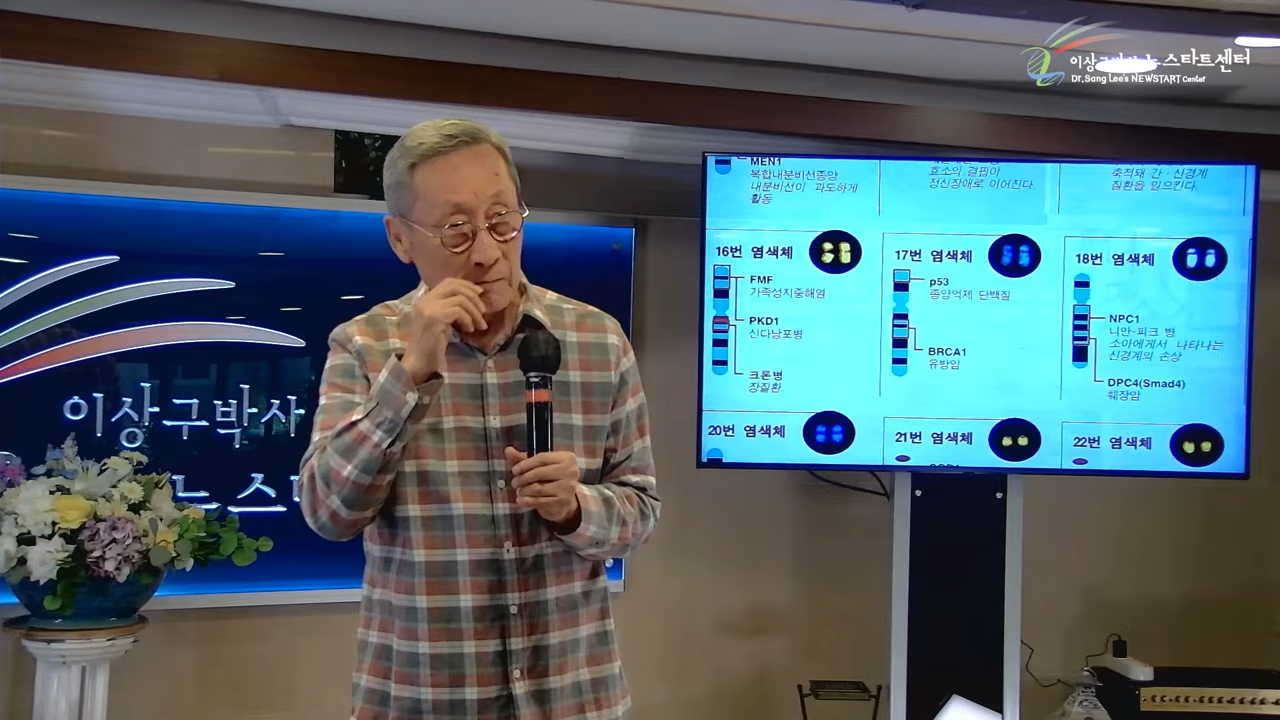 Dr. Sang Lee's NEWSTART Center
스타트센터
이상구박사
뉴스
MEN1
복합내분비선종양
내분비선이 파도하게
활동
효소의 결핍이
정신장애로 이어진다.
축적돼 간·신경계
질환을 일으킨다.
16번 염색체
FMF
가족성지중해열
PKD1
신다낭포병
크론병
장질환
17번 염색체
p53
종양억제 단백질
BRCA1
유방암
18번 염색체
NPC1
니만-피크 병
소아에게서 나타나는
신경계의 손상
DPC4(Smad4)
췌장암
20번 염색체
21번 염색체
22번 염색체